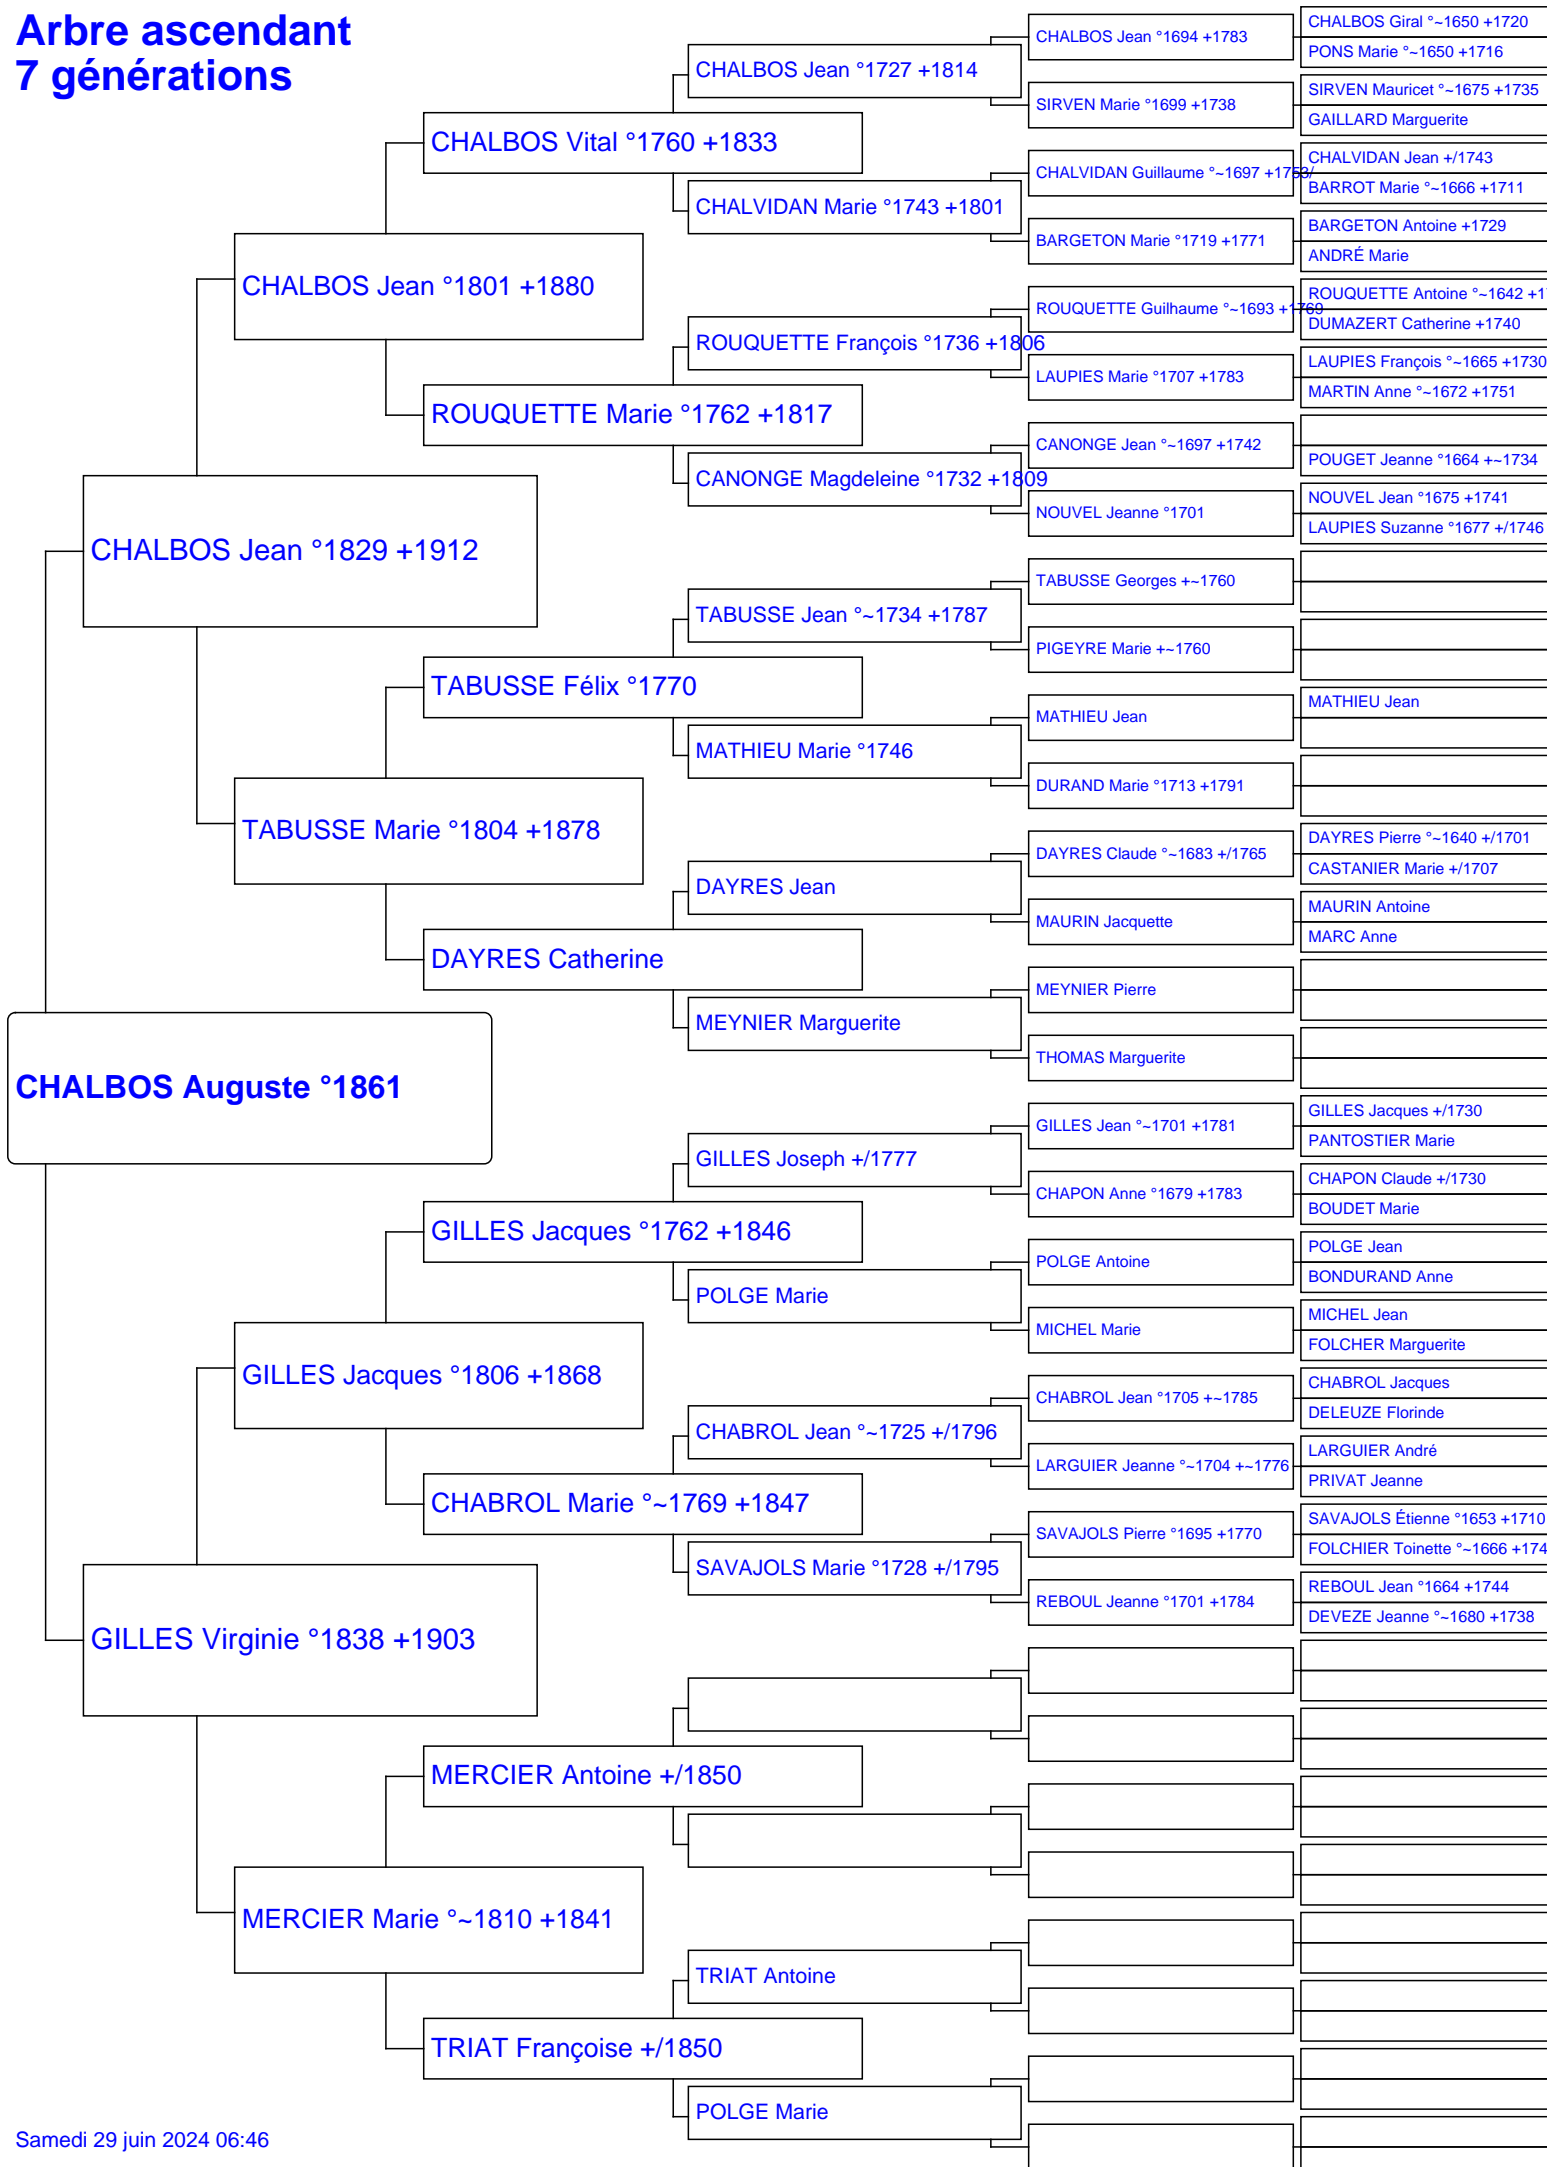 Arbre ascendant
7 générations
CHALBOS Auguste °1861
CHALBOS Jean °1829 +1912
GILLES Virginie °1838 +1903
CHALBOS Jean °1801 +1880
TABUSSE Marie °1804 +1878
GILLES Jacques °1806 +1868
MERCIER Marie °~1810 +1841
CHALBOS Vital °1760 +1833
ROUQUETTE Marie °1762 +1817
TABUSSE Félix °1770
DAYRES Catherine
GILLES Jacques °1762 +1846
CHABROL Marie °~1769 +1847
MERCIER Antoine +/1850
TRIAT Françoise +/1850
CHALBOS Jean °1727 +1814
CHALVIDAN Marie °1743 +1801
ROUQUETTE François °1736 +1806
CANONGE Magdeleine °1732 +1809
TABUSSE Jean °~1734 +1787
MATHIEU Marie °1746
DAYRES Jean
MEYNIER Marguerite
GILLES Joseph +/1777
POLGE Marie
CHABROL Jean °~1725 +/1796
SAVAJOLS Marie °1728 +/1795
TRIAT Antoine
POLGE Marie
CHALBOS Jean °1694 +1783
SIRVEN Marie °1699 +1738
CHALVIDAN Guillaume °~1697 +1753/
BARGETON Marie °1719 +1771
ROUQUETTE Guilhaume °~1693 +1769
LAUPIES Marie °1707 +1783
CANONGE Jean °~1697 +1742
NOUVEL Jeanne °1701
TABUSSE Georges +~1760
PIGEYRE Marie +~1760
MATHIEU Jean
DURAND Marie °1713 +1791
DAYRES Claude °~1683 +/1765
MAURIN Jacquette
MEYNIER Pierre
THOMAS Marguerite
GILLES Jean °~1701 +1781
CHAPON Anne °1679 +1783
POLGE Antoine
MICHEL Marie
CHABROL Jean °1705 +~1785
LARGUIER Jeanne °~1704 +~1776
SAVAJOLS Pierre °1695 +1770
REBOUL Jeanne °1701 +1784
CHALBOS Giral °~1650 +1720
PONS Marie °~1650 +1716
SIRVEN Mauricet °~1675 +1735
GAILLARD Marguerite
CHALVIDAN Jean +/1743
BARROT Marie °~1666 +1711
BARGETON Antoine +1729
ANDRÉ Marie
ROUQUETTE Antoine °~1642
DUMAZERT Catherine +1740
LAUPIES François °~1665 +1730
MARTIN Anne °~1672 +1751
POUGET Jeanne °1664 +~1734
NOUVEL Jean °1675 +1741
LAUPIES Suzanne °1677 +/1746
MATHIEU Jean
DAYRES Pierre °~1640 +/1701
CASTANIER Marie +/1707
MAURIN Antoine
MARC Anne
GILLES Jacques +/1730
PANTOSTIER Marie
CHAPON Claude +/1730
BOUDET Marie
POLGE Jean
BONDURAND Anne
MICHEL Jean
FOLCHER Marguerite
CHABROL Jacques
DELEUZE Florinde
LARGUIER André
PRIVAT Jeanne
SAVAJOLS Étienne °1653 +1710
FOLCHIER Toinette °~1666
REBOUL Jean °1664 +1744
DEVEZE Jeanne °~1680 +1738
Samedi 29 juin 2024 06:46